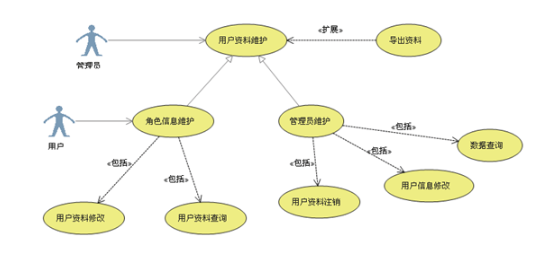 «扩展»
用户资料维护
导出资料
管理员
角色信息维护
管理员维护
用户
«包括»
«包括»
«包括»
«包括»
«包括»
数据查询
用户信息修改
用户资料修改
用户资料查询
用户资料注销